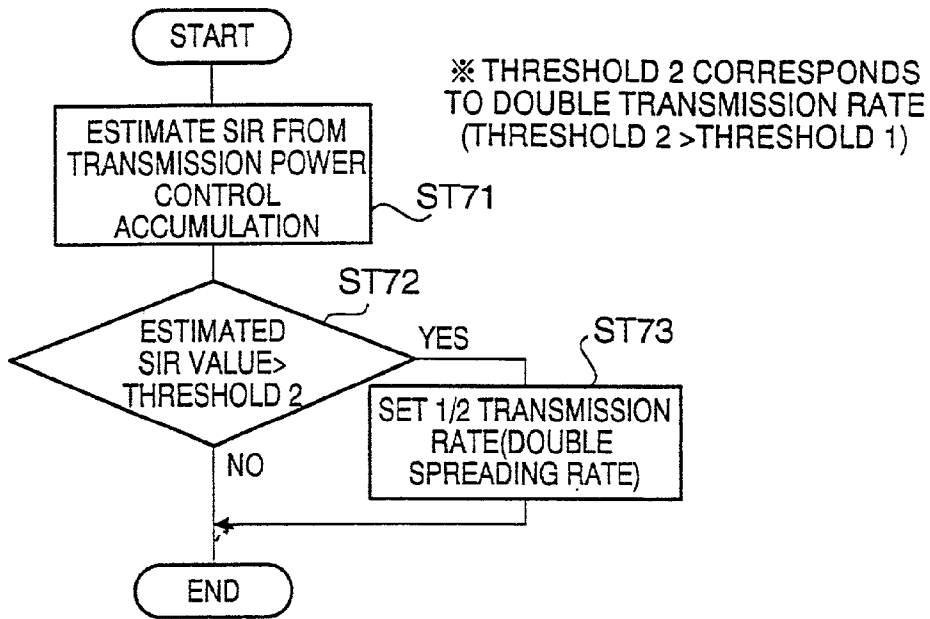 START
※ THRESHOLD 2 CORRESPONDS
TO DOUBLE TRANSMISSION RATE
(THRESHOLD 2 >THRESHOLD 1)
ESTIMATE SIR FROM
TRANSMISSION POWER
CONTROL
ACCUMULATION
ST71
ST72
ESTIMATED
SIR VALUE>
THRESHOLD 2
YES
ST73
SET 1/2 TRANSMISSION
RATE(DOUBLE
SPREADING RATE)
NO
END